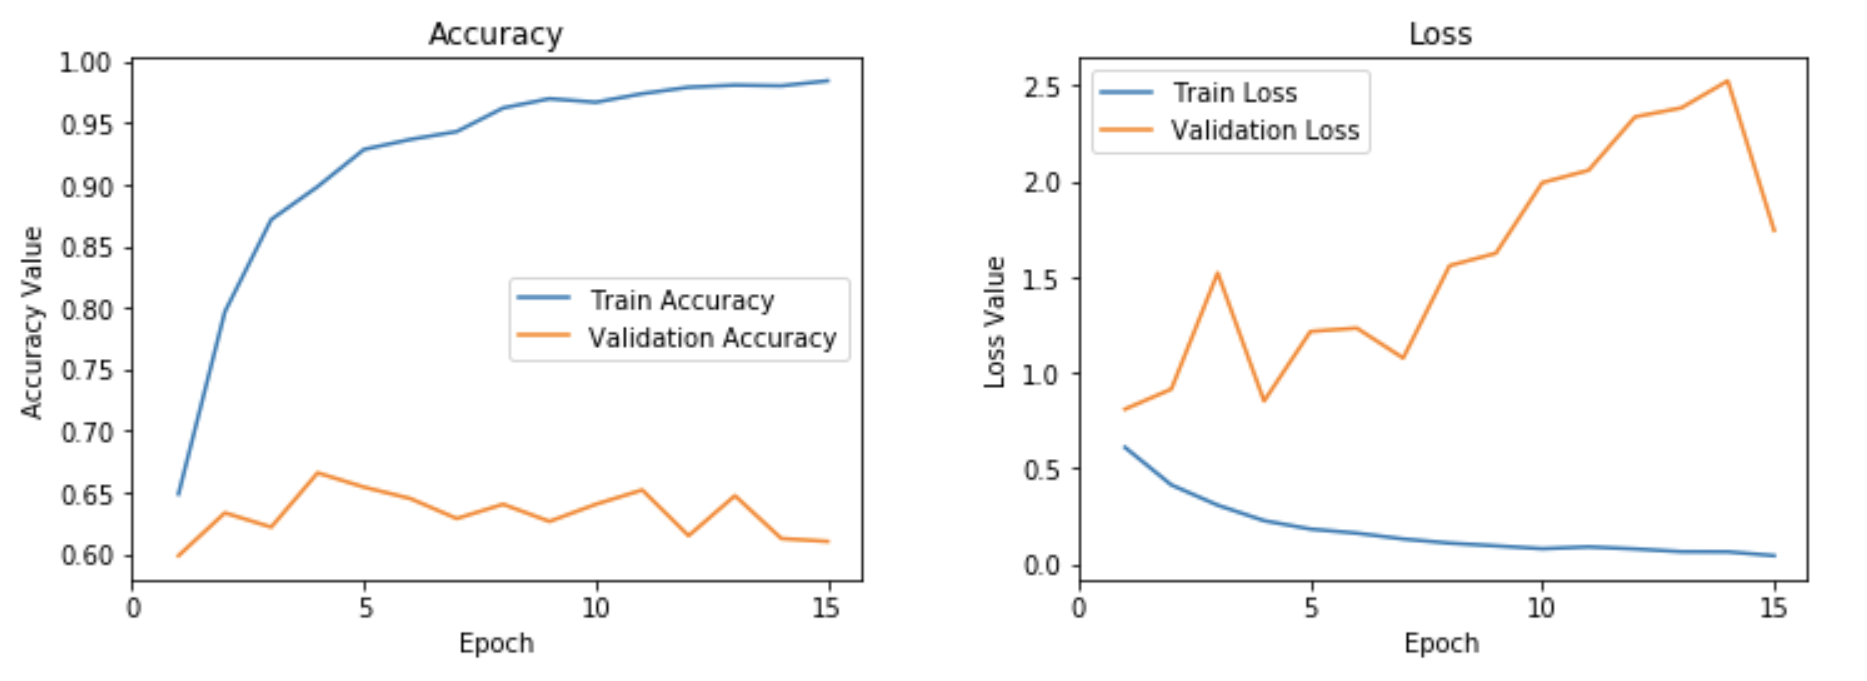 Accuracy
1.00
0.95
0.90
0.85
0.80
0.75
0.70
0.65
0.60
Accuracy Value
Train Accuracy
Validation Accuracy
0
5
10
15
Epoch
Loss
2.5
2.0
1.5
1.0
0.5
0.0
Loss Value
Train Loss
Validation Loss
0
5
10
15
Epoch